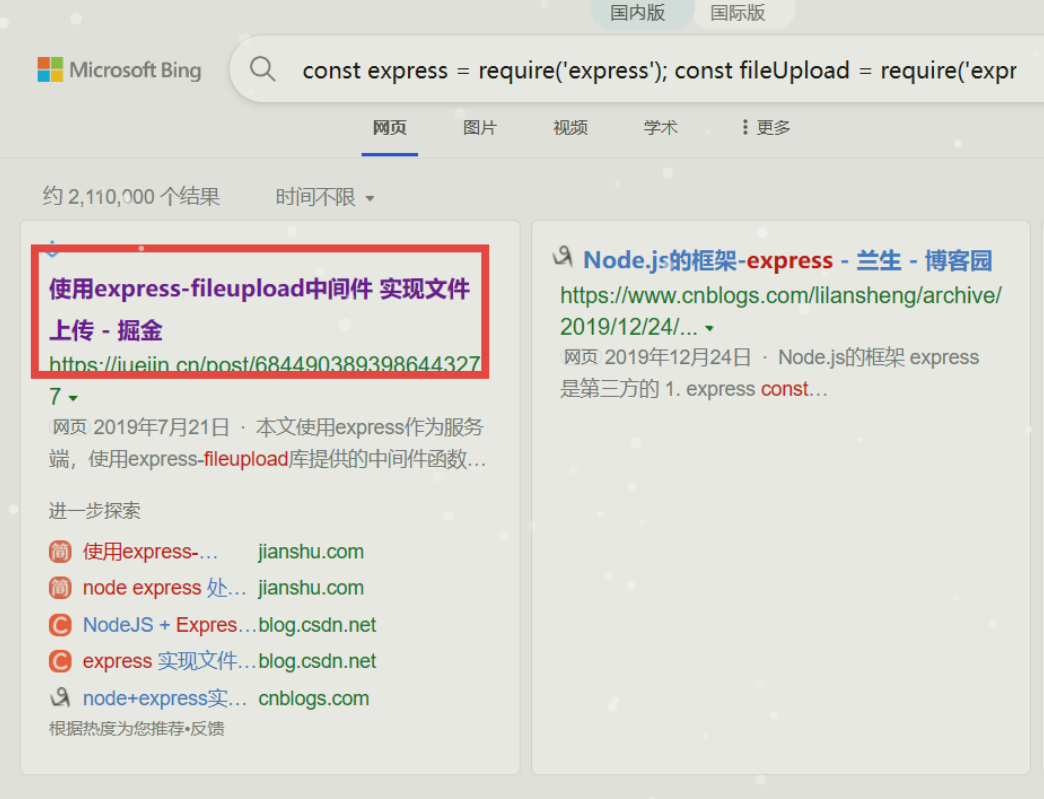 国内版
国际版
Microsoft Bing
const express = require('express'); const fileUpload = require('expr
网页
图片
视频
学术
更多
约 2,110,000 个结果
时间不限
使用express-fileupload中间件 实现文件
上传 - 掘金
https://juejin.cn/post/684490389398644327
7
网页 2019年7月21日 · 本文使用express作为服务
端，使用express-fileupload库提供的中间件函数…
进一步探索
简 使用express-… jianshu.com
简 node express 处… jianshu.com
C NodeJS + Expres… blog.csdn.net
C express 实现文件… blog.csdn.net
node+express实… cnblogs.com
根据热度为您推荐•反馈
Node.js的框架-express - 兰生 - 博客园
https://www.cnblogs.com/lilansheng/archive/
2019/12/24/...
网页 2019年12月24日 · Node.js的框架 express
是第三方的 1. express const…